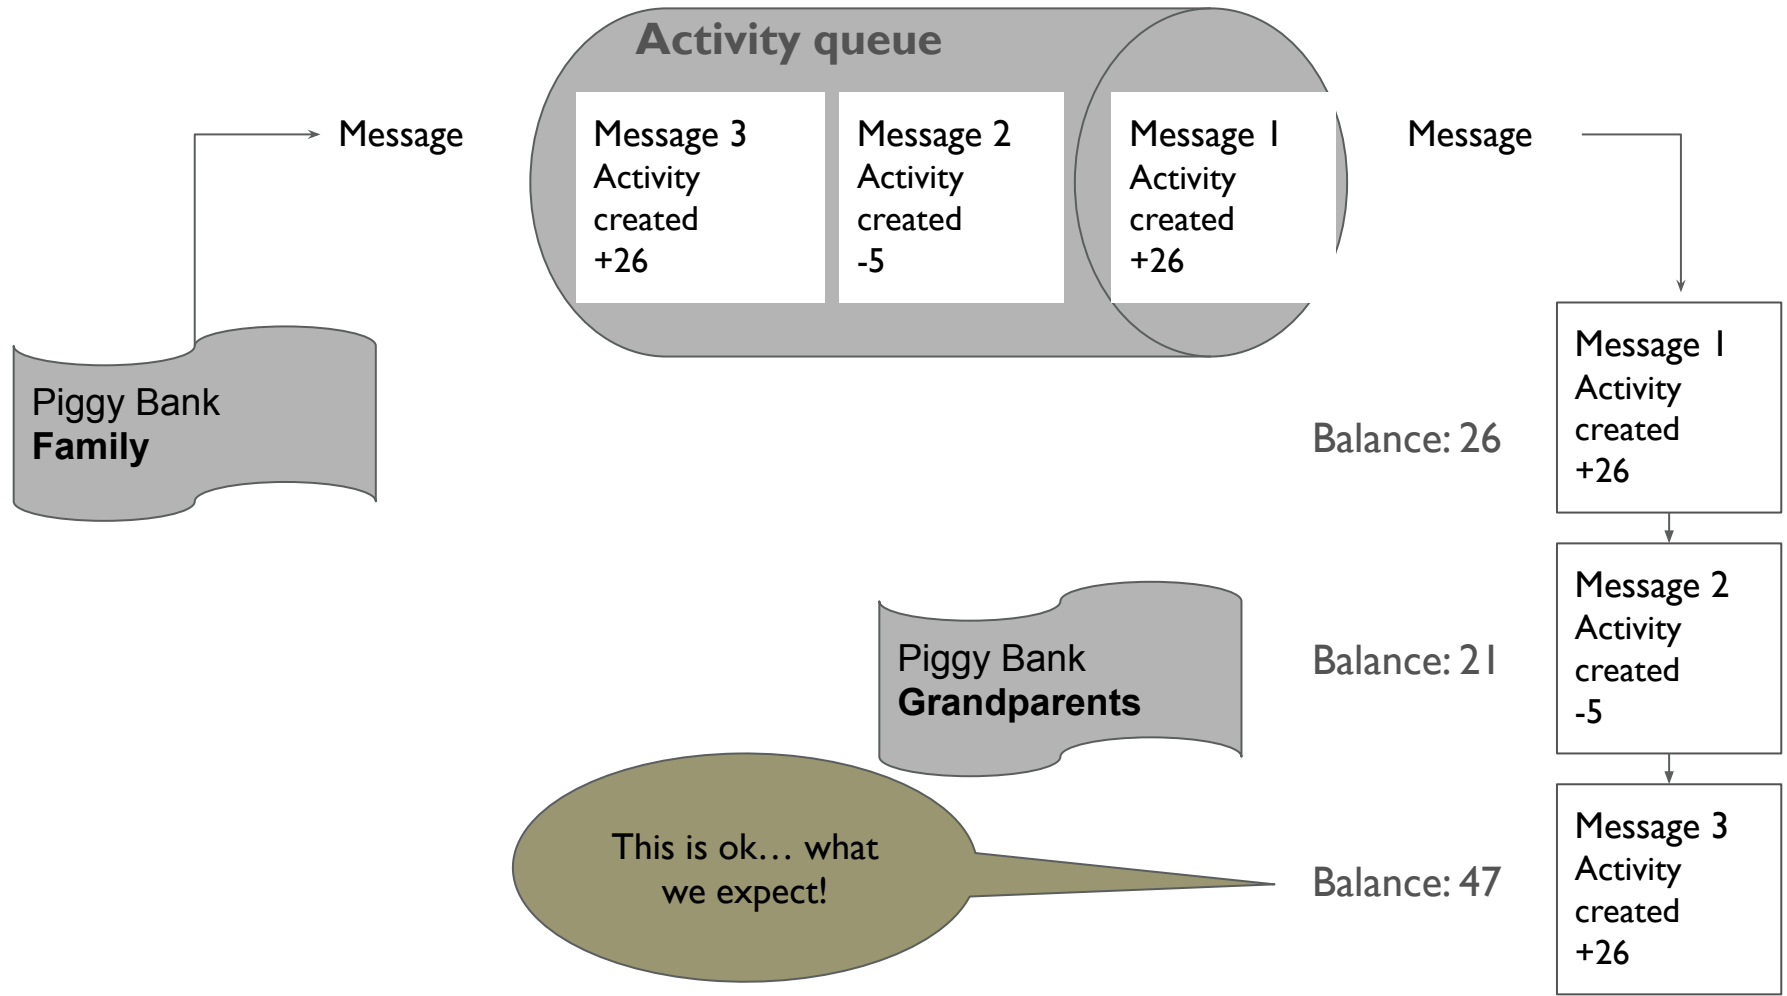 Activity queue
Message
Message 3
Activity
created
+26
Message 2
Activity
created
-5
Message 1
Activity
created
+26
Message
Piggy Bank
Family
Balance: 26
Message 1
Activity
created
+26
Piggy Bank
Grandparents
Balance: 21
Message 2
Activity
created
-5
This is ok… what
we expect!
Balance: 47
Message 3
Activity
created
+26